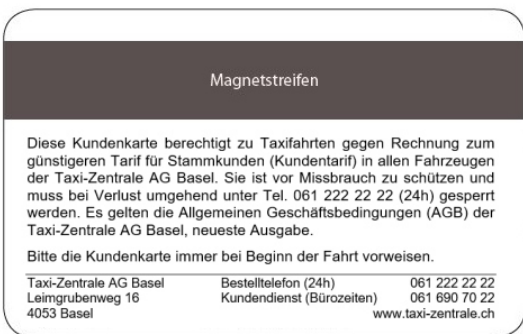 Magnetstreifen
Diese Kundenkarte berechtigt zu Taxifahrten gegen Rechnung zum
günstigeren Tarif für Stammkunden (Kundentarif) in allen Fahrzeugen
der Taxi-Zentrale AG Basel. Sie ist vor Missbrauch zu schützen und
muss bei Verlust umgehend unter Tel. 061 222 22 22 (24h) gesperrt
werden. Es gelten die Allgemeinen Geschäftsbedingungen (AGB) der
Taxi-Zentrale AG Basel, neueste Ausgabe.
Bitte die Kundenkarte immer bei Beginn der Fahrt vorweisen.
Taxi-Zentrale AG Basel Bestelltelefon (24h) 061 222 22 22
Leimgrubenweg 16 Kundendienst (Bürozeiten) 061 690 70 22
4053 Basel www.taxi-zentrale.ch